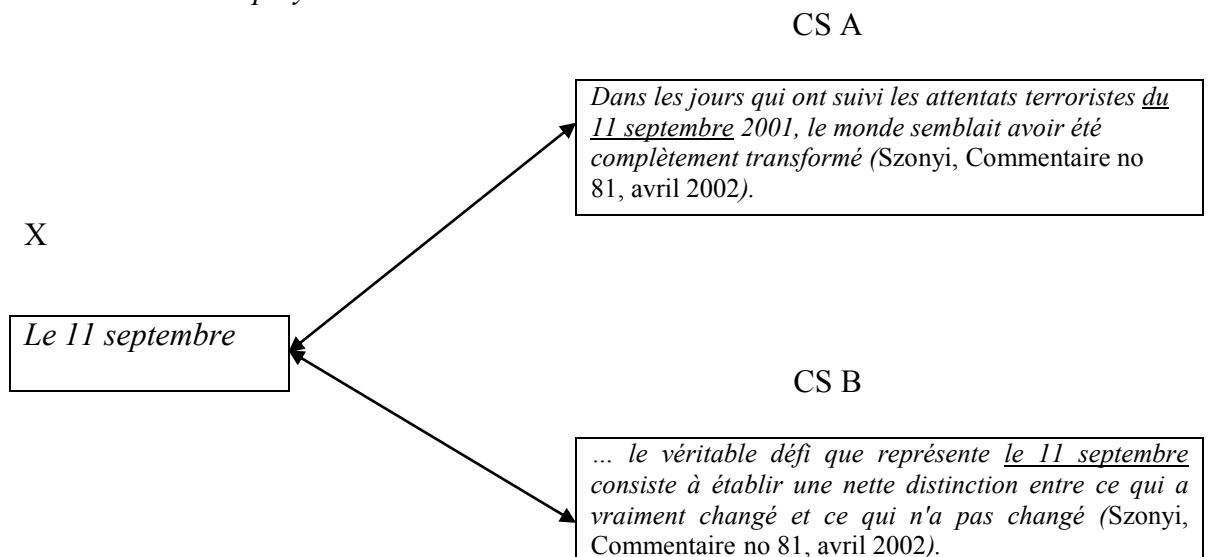 CS A
Dans les jours qui ont suivi les attentats terroristes du
11 septembre 2001, le monde semblait avoir été
complètement transformé (Szonyi, Commentaire no
81, avril 2002).
X
Le 11 septembre
CS B
… le véritable défi que représente le 11 septembre
consiste à établir une nette distinction entre ce qui a
vraiment changé et ce qui n'a pas changé (Szonyi,
Commentaire no 81, avril 2002).